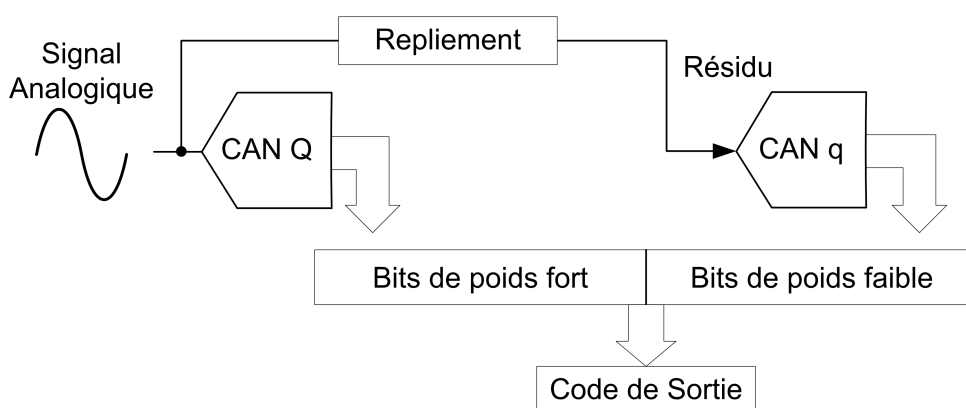 Repliement
Signal
Analogique
Résidu
CAN Q
CAN q
Bits de poids fort
Bits de poids faible
Code de Sortie